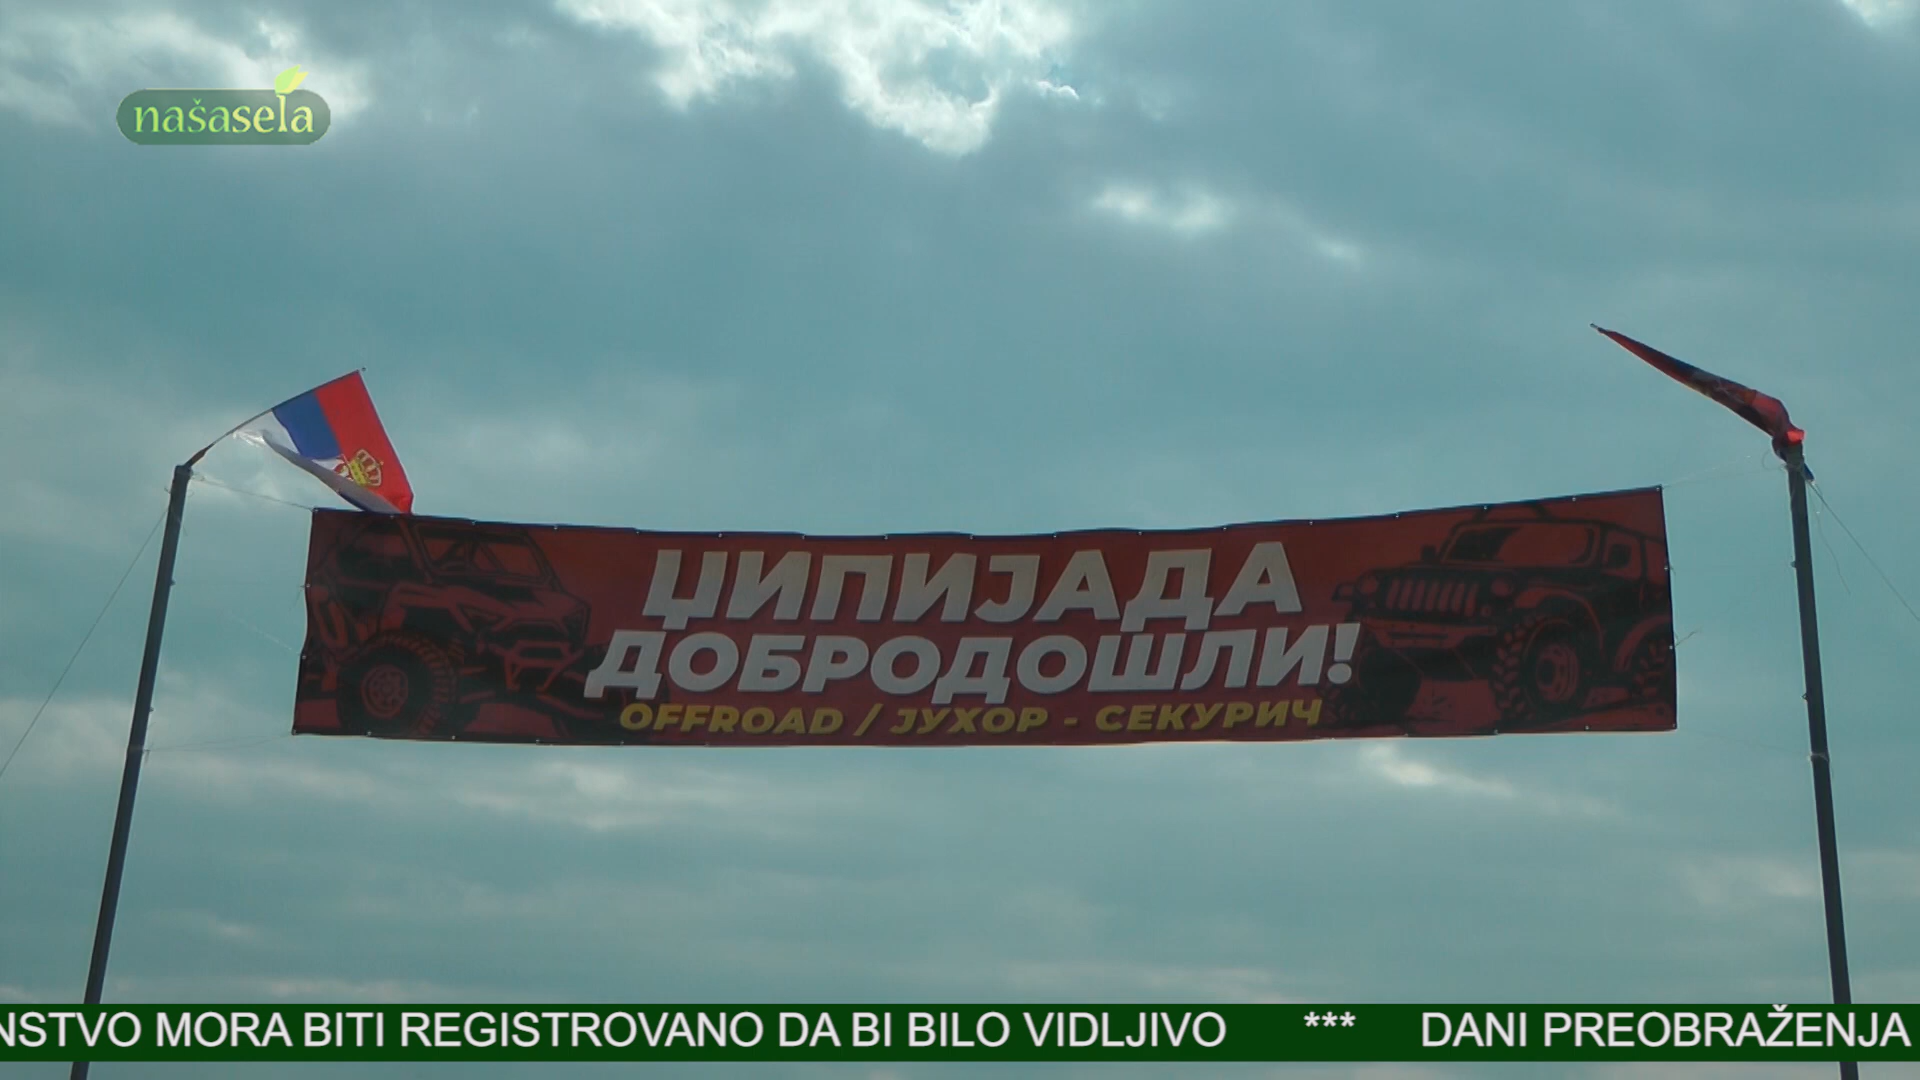 našasela
ЏИПИЈАДА
ДОБРОДОШЛИ!
OFFROAD / ЈУХОР - СЕКУРИЧ
NSTVO MORA BITI REGISTROVANO DA BI BILO VIDLJIVO *** DANI PREOBRAŽENJA